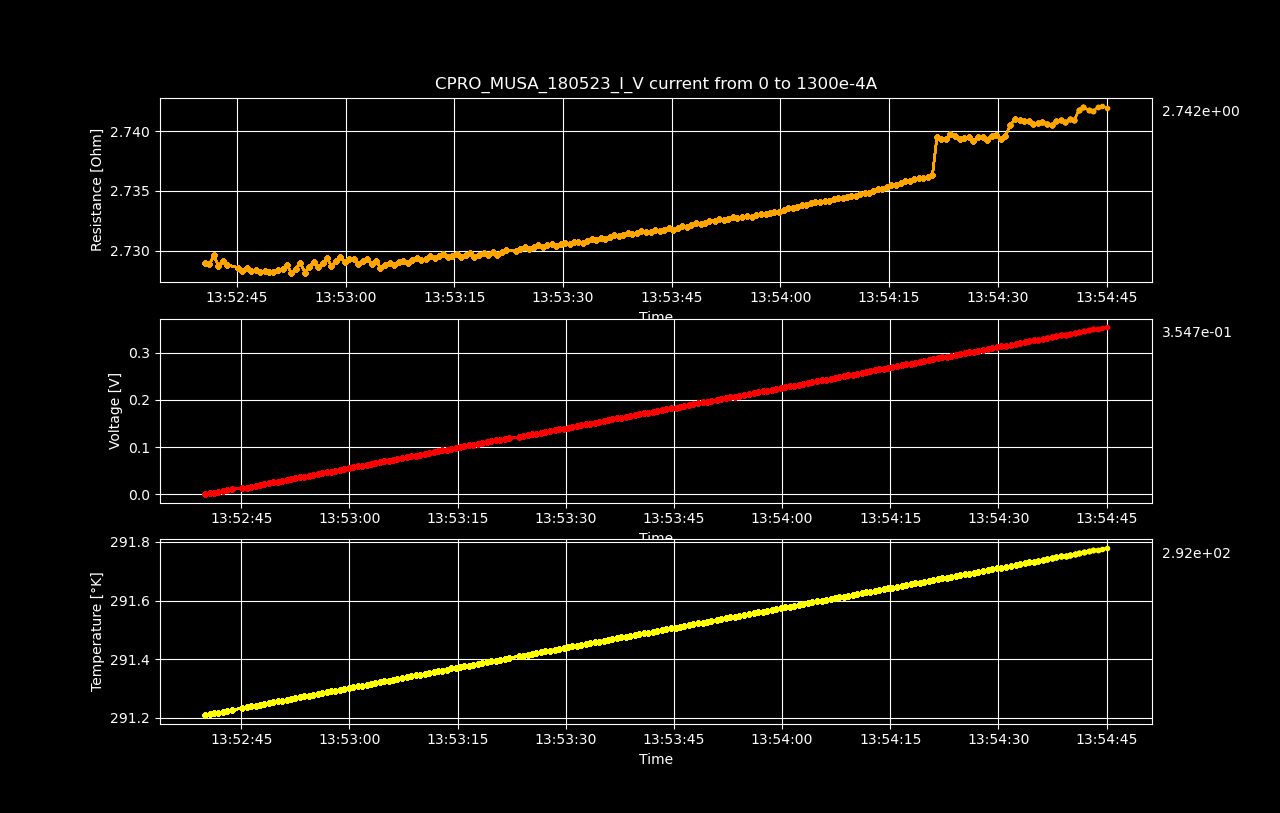 CPRO_MUSA_180523_I_V current from 0 to 1300e-4A
2.742e+00
Resistance [Ohm]
2.740
2.735
2.730
13:52:45 13:53:00 13:53:15 13:53:30 13:53:45 13:54:00 13:54:15 13:54:30 13:54:45
Time
3.547e-01
Voltage [V]
0.3
0.2
0.1
0.0
13:52:45 13:53:00 13:53:15 13:53:30 13:53:45 13:54:00 13:54:15 13:54:30 13:54:45
Time
2.92e+02
Temperature [°K]
291.8
291.6
291.4
291.2
13:52:45 13:53:00 13:53:15 13:53:30 13:53:45 13:54:00 13:54:15 13:54:30 13:54:45
Time